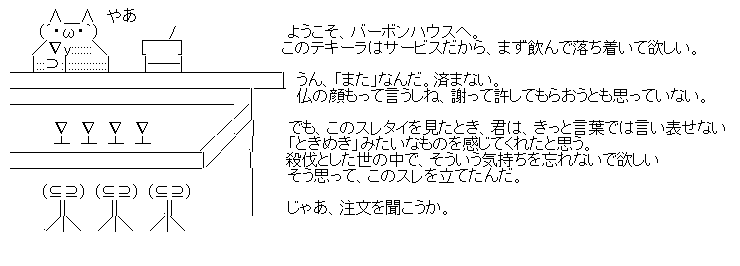 やあ
ようこそ、バーボンハウスへ。
このテキーラはサービスだから、まず飲んで落ち着いて欲しい。
うん、「また」なんだ。済まない。
仏の顔もって言うしね、謝って許してもらおうとも思っていない。
でも、このスレタイを見たとき、君は、きっと言葉では言い表せない
「ときめき」みたいなものを感じてくれたと思う。
殺伐とした世の中で、そういう気持ちを忘れないで欲しい
そう思って、このスレを立てたんだ。
じゃあ、注文を聞こうか。